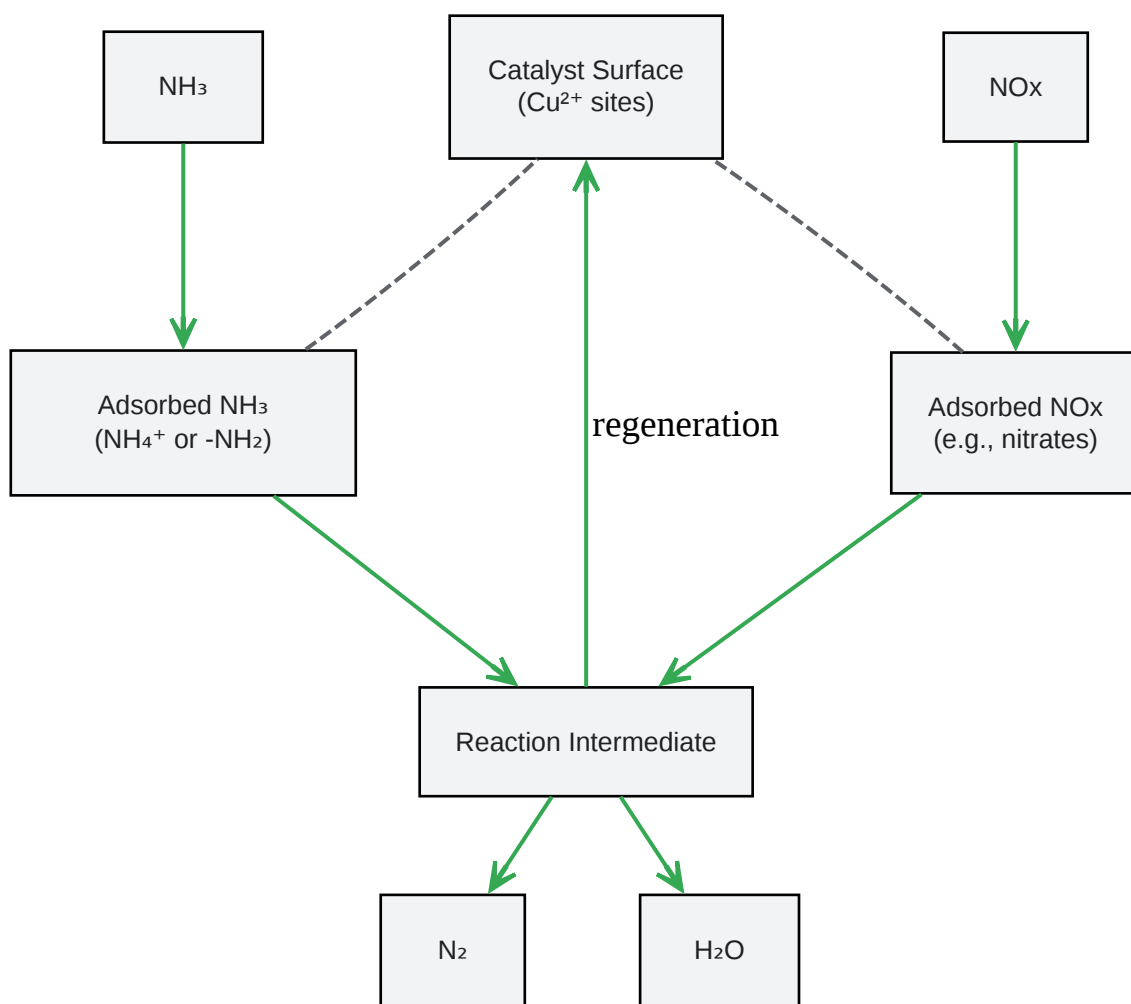 NH₃
Catalyst Surface
(Cu²⁺ sites)
NOx
Adsorbed NH₃
(NH₄⁺ or -NH₂)
regeneration
Adsorbed NOx
(e.g., nitrates)
Reaction Intermediate
N₂
H₂O